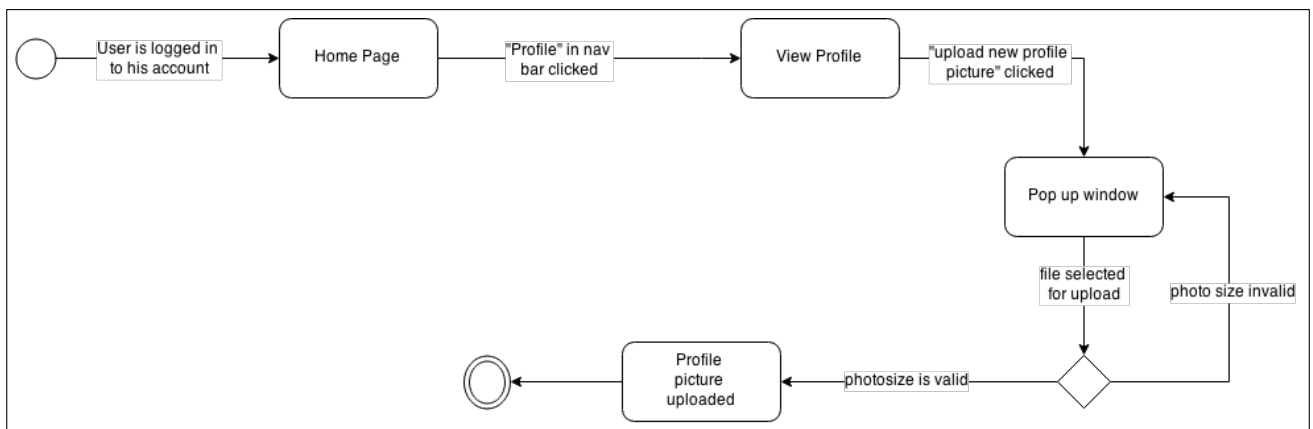 User is logged in
to his account
Home Page
"Profile" in nav
bar clicked
View Profile
"upload new profile
picture" clicked
Pop up window
file selected
for upload
photo size invalid
photosize is valid
Profile
picture
uploaded